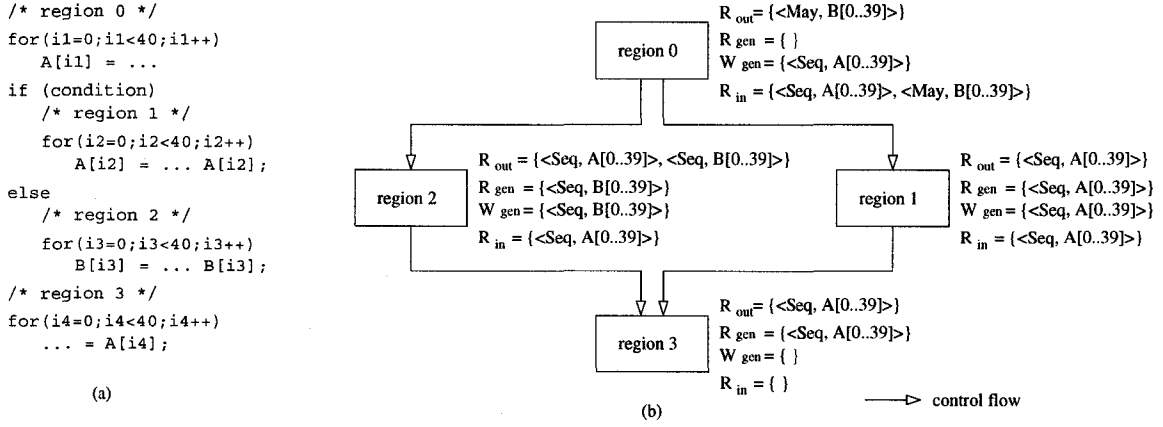 /* region 0 */
for(i1=0;i1<40;i1++)
A[i1] = ...
if (condition)
/* region 1 */
for(i2=0;i2<40;i2++)
A[i2] = ... A[i2];
else
/* region 2 */
for(i3=0;i3<40;i3++)
B[i3] = ... B[i3];
/* region 3 */
for(i4=0;i4<40;i4++)
... = A[i4];
(a)
region 0
R out= {<May, B[0..39]>}
R gen = { }
W gen= {<Seq, A[0..39]>}
R in = {<Seq, A[0..39]>, <May, B[0..39]>}
region 2
R out = {<Seq, A[0..39]>, <Seq, B[0..39]>}
R gen = {<Seq, B[0..39]>}
W gen = {<Seq, B[0..39]>}
R in = {<Seq, A[0..39]>}
region 1
R out = {<Seq, A[0..39]>}
R gen = {<Seq, A[0..39]>}
W gen = {<Seq, A[0..39]>}
R in = {<Seq, A[0..39]>}
region 3
R out= {<Seq, A[0..39]>}
R gen = {<Seq, A[0..39]>}
W gen = { }
R in = { }
control flow
(b)